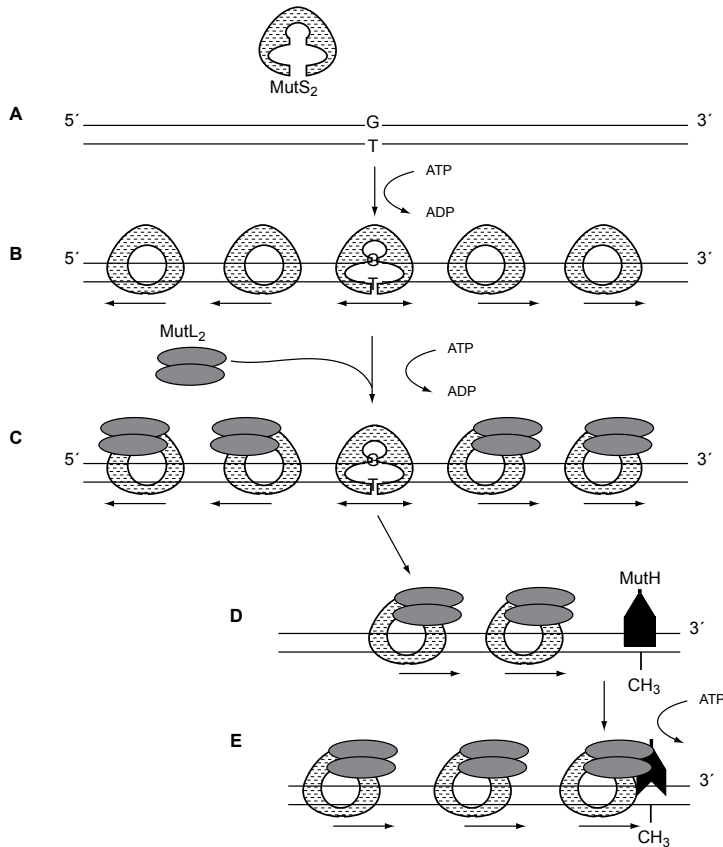 MutS₂
A 5´ G 3´
T
ATP
ADP
B 5´ G 3´
T
MutL₂
ATP
ADP
C 5´ G 3´
T
MutH
D 3´
CH₃
ATP
E 3´
CH₃